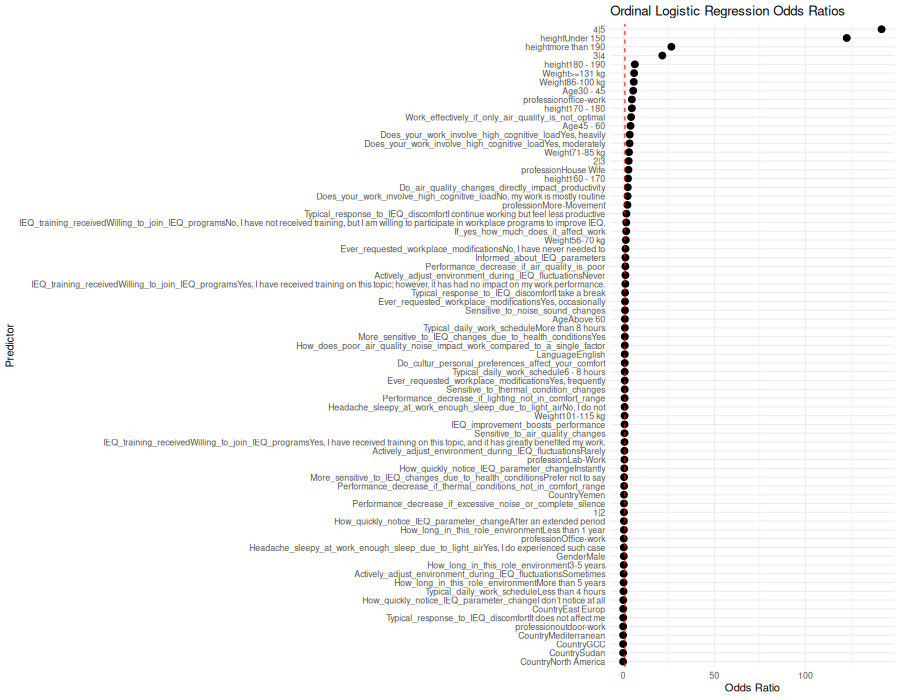 Ordinal Logistic Regression Odds Ratios
4|5
heightUnder 150
heightmore than 190
3|4
height180 - 190
Weight>=131 kg
Weight86-100 kg
Age30 - 45
professionoffice-work
height170 - 180
Work_effectively_if_only_air_quality_is_not_optimal
Age45 - 60
Does_your_work_involve_high_cognitive_loadYes, heavily
Does_your_work_involve_high_cognitive_loadYes, moderately
Weight71-85 kg
2|3
professionHouse Wife
height160 - 170
Do_air_quality_changes_directly_impact_productivity
Does_your_work_involve_high_cognitive_loadNo, my work is mostly routine
professionMore-Movement
Typical_response_to_IEQ_discomfortI continue working but feel less productive
IEQ_training_receivedWilling_to_join_IEQ_programsNo, I have not received training, but I am willing to participate in workplace programs to improve IEQ.
If_yes_how_much_does_it_affect_work
Weight56-70 kg
Ever_requested_workplace_modificationsNo, I have never needed to
Informed_about_IEQ_parameters
Performance_decrease_if_air_quality_is_poor
Actively_adjust_environment_during_IEQ_fluctuationsNever
IEQ_training_receivedWilling_to_join_IEQ_programsYes, I have received training on this topic; however, it has had no impact on my work performance.
Typical_response_to_IEQ_discomfortI take a break
Ever_requested_workplace_modificationsYes, occasionally
Sensitive_to_noise_sound_changes
AgeAbove 60
Typical_daily_work_scheduleMore than 8 hours
More_sensitive_to_IEQ_changes_due_to_health_conditionsYes
How_does_poor_air_quality_noise_impact_work_compared_to_a_single_factor
LanguageEnglish
Do_cultur_personal_preferences_affect_your_comfort
Typical_daily_work_schedule6 - 8 hours
Ever_requested_workplace_modificationsYes, frequently
Sensitive_to_thermal_condition_changes
Performance_decrease_if_lighting_not_in_comfort_range
Headache_sleepy_at_work_enough_sleep_due_to_light_airNo, I do not
Weight101-115 kg
IEQ_improvement_boosts_performance
Sensitive_to_air_quality_changes
IEQ_training_receivedWilling_to_join_IEQ_programsYes, I have received training on this topic, and it has greatly benefited my work.
Actively_adjust_environment_during_IEQ_fluctuationsRarely
professionLab-Work
How_quickly_notice_IEQ_parameter_changeInstantly
More_sensitive_to_IEQ_changes_due_to_health_conditionsPrefer not to say
Performance_decrease_if_thermal_conditions_not_in_comfort_range
CountryYemen
Performance_decrease_if_excessive_noise_or_complete_silence
1|2
How_quickly_notice_IEQ_parameter_changeAfter an extended period
How_long_in_this_role_environmentLess than 1 year
professionOffice-work
Headache_sleepy_at_work_enough_sleep_due_to_light_airYes, I do experienced such case
GenderMale
How_long_in_this_role_environment3-5 years
Actively_adjust_environment_during_IEQ_fluctuationsSometimes
How_long_in_this_role_environmentMore than 5 years
Typical_daily_work_scheduleLess than 4 hours
How_quickly_notice_IEQ_parameter_changeI don't notice at all
CountryEast Europ
Typical_response_to_IEQ_discomfortIt does not affect me
professionoutdoor-work
CountryMediterranean
CountryGCC
CountrySudan
CountryNorth America
Predictor
0
50
100
Odds Ratio